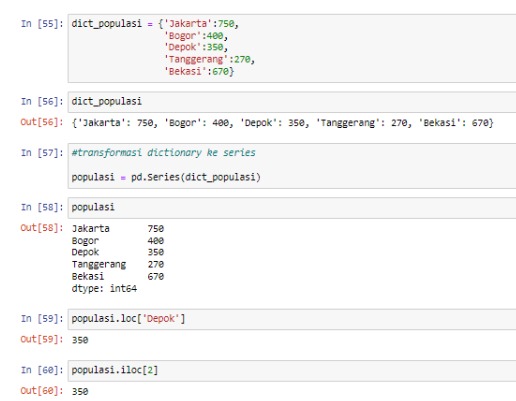 In [55]: dict_populasi = {'Jakarta':750,
'Bogor':400,
'Depok':350,
'Tanggerang':270,
'Bekasi':670}
In [56]: dict_populasi
Out[56]: {'Jakarta': 750, 'Bogor': 400, 'Depok': 350, 'Tanggerang': 270, 'Bekasi': 670}
In [57]: #transformasi dictionary ke series
populasi = pd.Series(dict_populasi)
In [58]: populasi
Out[58]: Jakarta 750
Bogor 400
Depok 350
Tanggerang 270
Bekasi 670
dtype: int64
In [59]: populasi.loc['Depok']
Out[59]: 350
In [60]: populasi.iloc[2]
Out[60]: 350